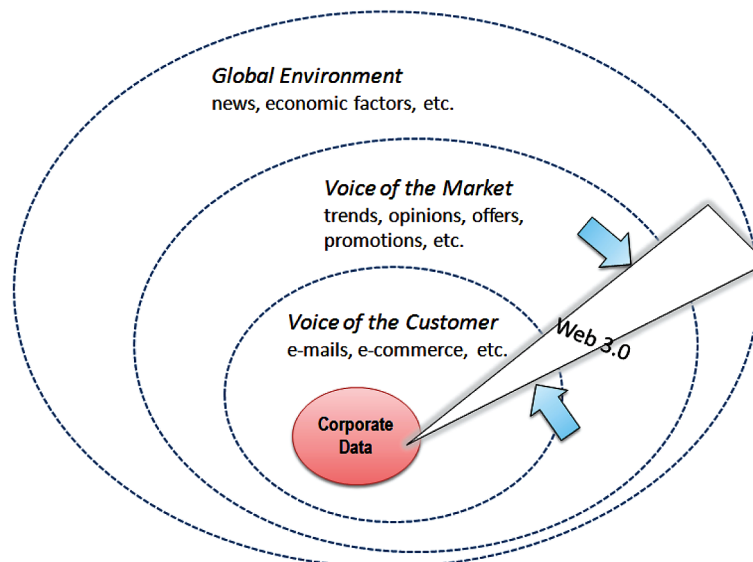 Global Environment
news, economic factors, etc.
Voice of the Market
trends, opinions, offers,
promotions, etc.
Voice of the Customer
e-mails, e-commerce, etc.
Web 3.0
Corporate
Data